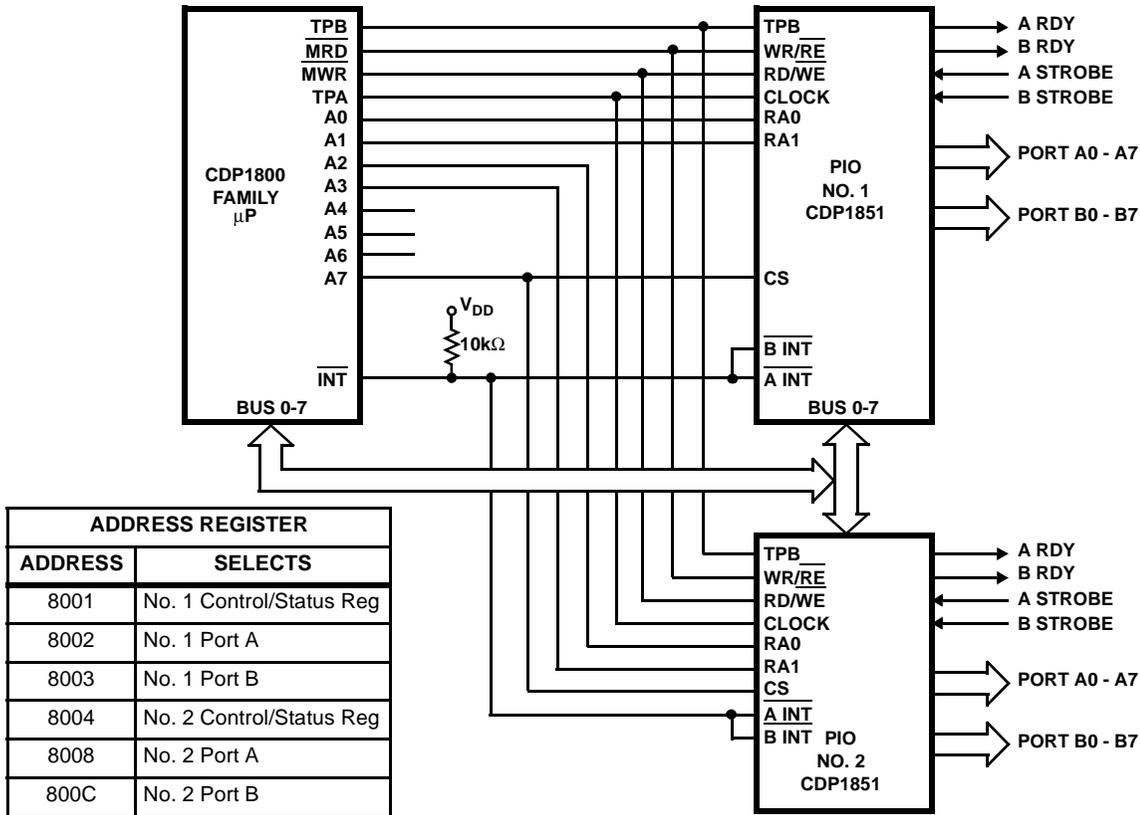 TPB
MRD
MWR
TPA
A0
A1
A2
A3
A4
A5
A6
A7
INT
CDP1800
FAMILY
μP
BUS 0-7
VDD
10kΩ
TPB
WR/RE
RD/WE
CLOCK
RA0
RA1
CS
B INT
A INT
PIO
NO. 1
CDP1851
BUS 0-7
A RDY
B RDY
A STROBE
B STROBE
PORT A0 - A7
PORT B0 - B7
TPB
WR/RE
RD/WE
CLOCK
RA0
RA1
CS
A INT
B INT
PIO
NO. 2
CDP1851
A RDY
B RDY
A STROBE
B STROBE
PORT A0 - A7
PORT B0 - B7
ADDRESS REGISTER
ADDRESS SELECTS
8001 No. 1 Control/Status Reg
8002 No. 1 Port A
8003 No. 1 Port B
8004 No. 2 Control/Status Reg
8008 No. 2 Port A
800C No. 2 Port B